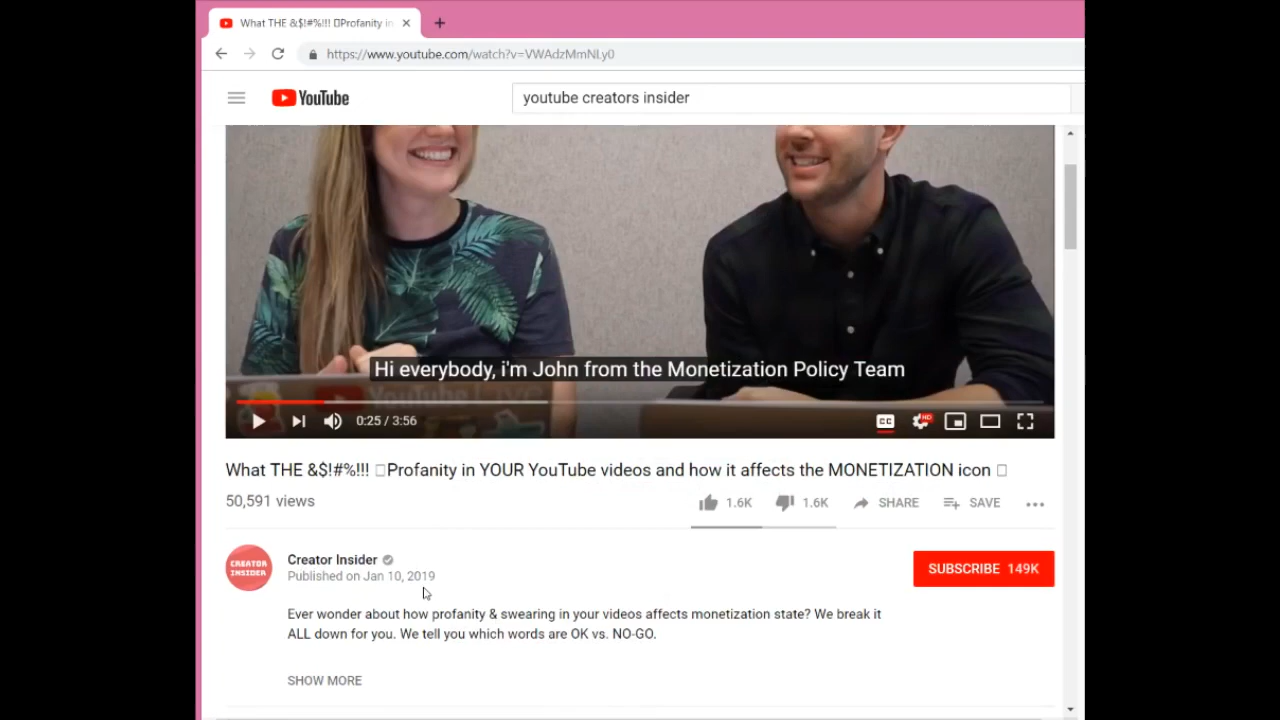 What THE &$!#%!!! Profanity in
https://www.youtube.com/watch?v=VWAdzMmNLy0
YouTube
youtube creators insider
Hi everybody, i'm John from the Monetization Policy Team
0:25 / 3:56
CC
HD
What THE &$!#%!!! Profanity in YOUR YouTube videos and how it affects the MONETIZATION icon
50,591 views
1.6K
1.6K
SHARE
SAVE
CREATOR
INSIDER
Creator Insider
Published on Jan 10, 2019
SUBSCRIBE 149K
Ever wonder about how profanity & swearing in your videos affects monetization state? We break it
ALL down for you. We tell you which words are OK vs. NO-GO.
SHOW MORE